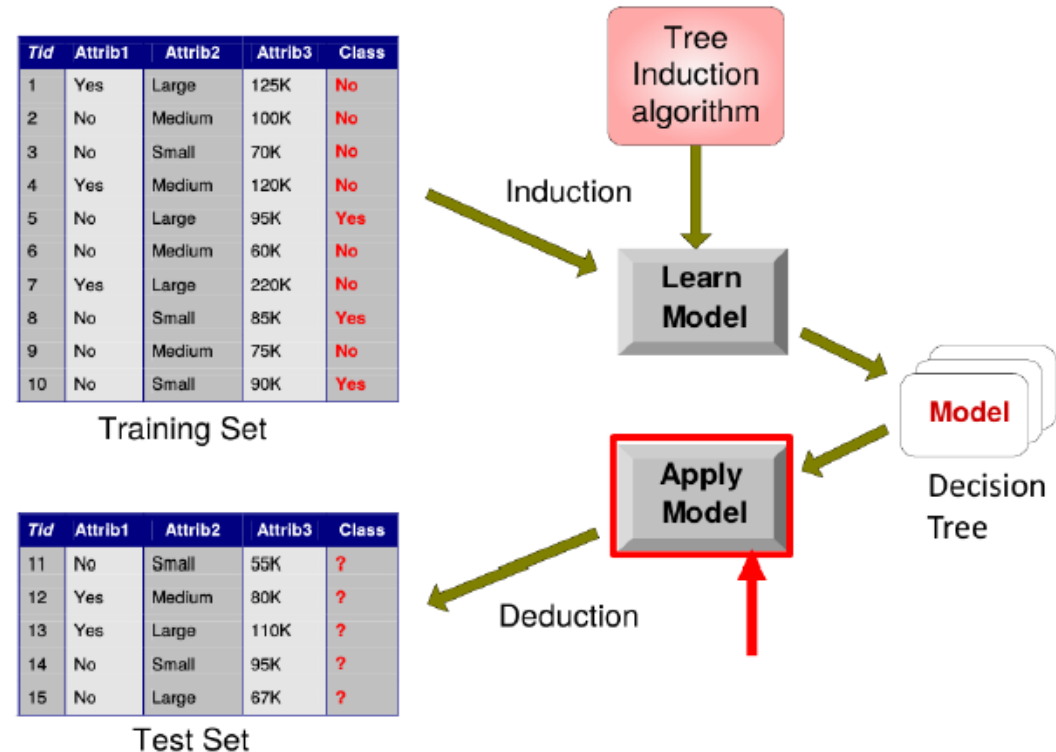 Tid Attrib1 Attrib2 Attrib3 Class
1 Yes Large 125K No
2 No Medium 100K No
3 No Small 70K No
4 Yes Medium 120K No
5 No Large 95K Yes
6 No Medium 60K No
7 Yes Large 220K No
8 No Small 85K Yes
9 No Medium 75K No
10 No Small 90K Yes
Training Set
Tree
Induction
algorithm
Induction
Learn
Model
Model
Decision
Tree
Apply
Model
Deduction
Tid Attrib1 Attrib2 Attrib3 Class
11 No Small 55K ?
12 Yes Medium 80K ?
13 Yes Large 110K ?
14 No Small 95K ?
15 No Large 67K ?
Test Set